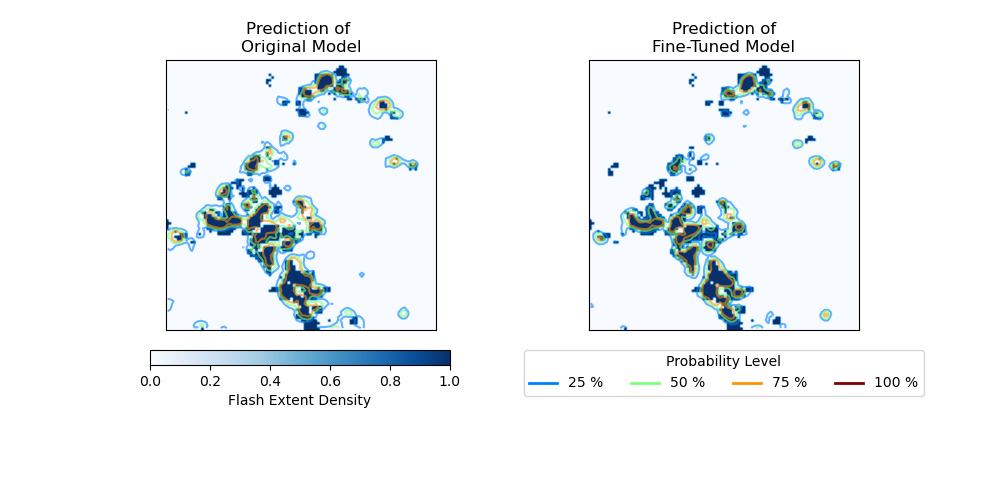 Prediction of
Original Model
Prediction of
Fine-Tuned Model
0.0 0.2 0.4 0.6 0.8 1.0
Flash Extent Density
Probability Level
25 % 50 % 75 % 100 %